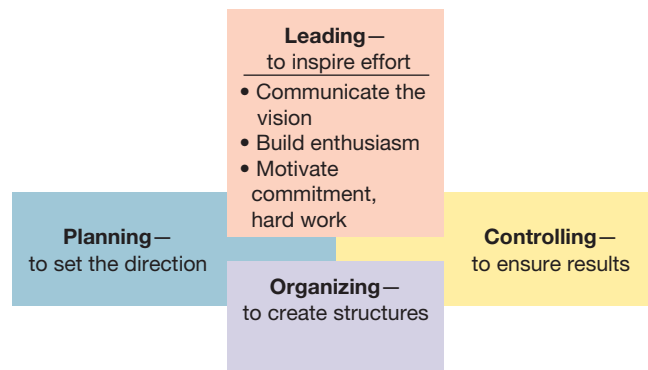 Leading—
to inspire effort
• Communicate the
vision
• Build enthusiasm
• Motivate
commitment,
hard work
Planning—
to set the direction
Controlling—
to ensure results
Organizing—
to create structures